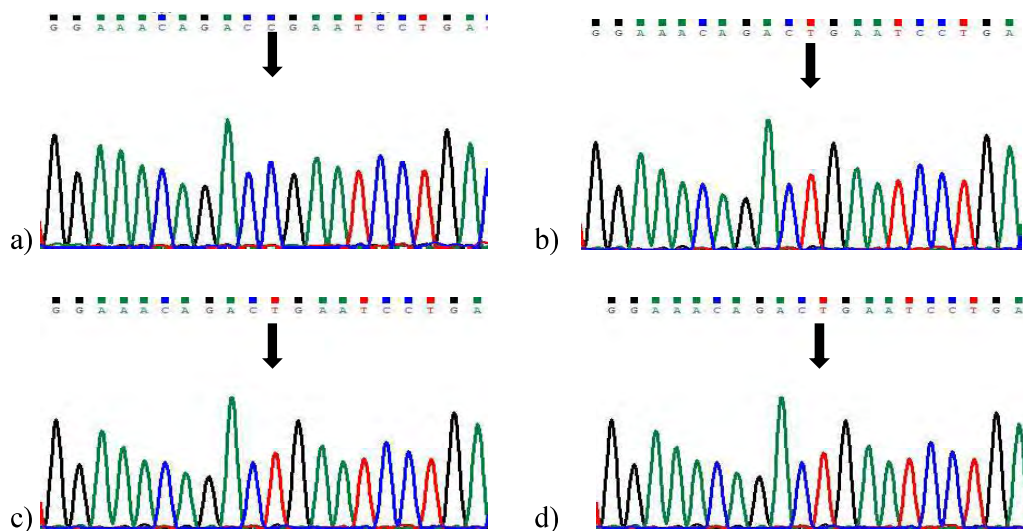 G G A A A C A G A C C G A A T C C T G A
G G A A A C A G A C T G A A T C C T G A
a)
b)
G G A A A C A G A C T G A A T C C T G A
G G A A A C A G A C T G A A T C C T G A
c)
d)